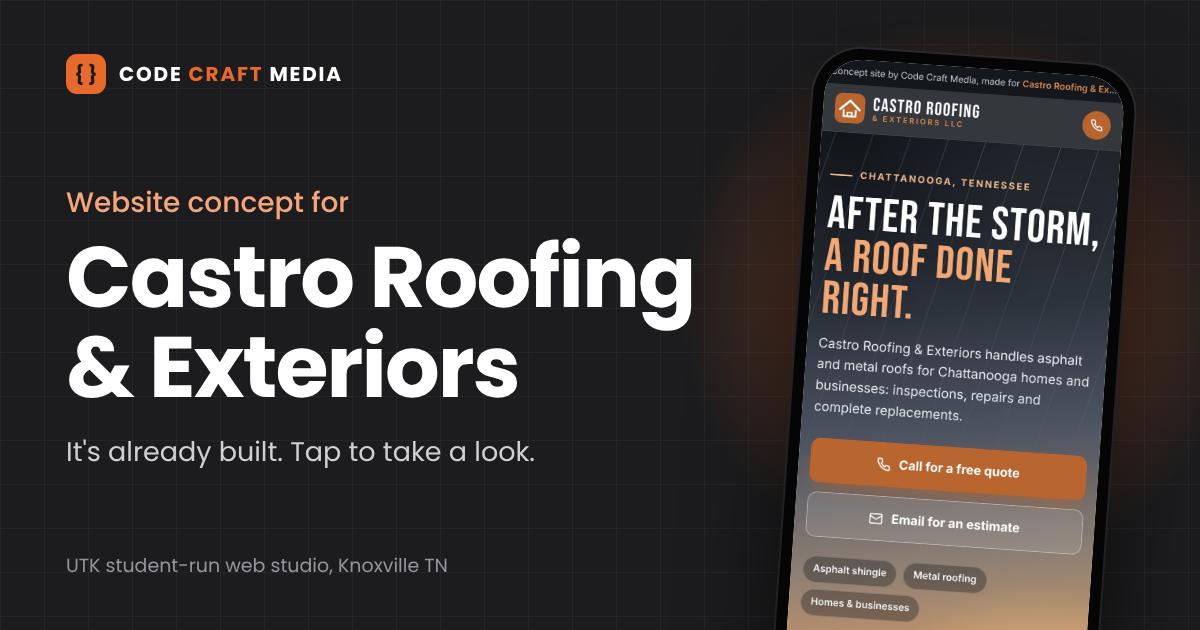 { } CODE CRAFT MEDIA
Website concept for
Castro Roofing
& Exteriors
It's already built. Tap to take a look.
UTK student-run web studio, Knoxville TN
Concept site by Code Craft Media, made for Castro Roofing & Ex...
CASTRO ROOFING
& EXTERIORS LLC
CHATTANOOGA, TENNESSEE
AFTER THE STORM,
A ROOF DONE
RIGHT.
Castro Roofing & Exteriors handles asphalt
and metal roofs for Chattanooga homes and
businesses: inspections, repairs and
complete replacements.
Call for a free quote
Email for an estimate
Asphalt shingle Metal roofing
Homes & businesses